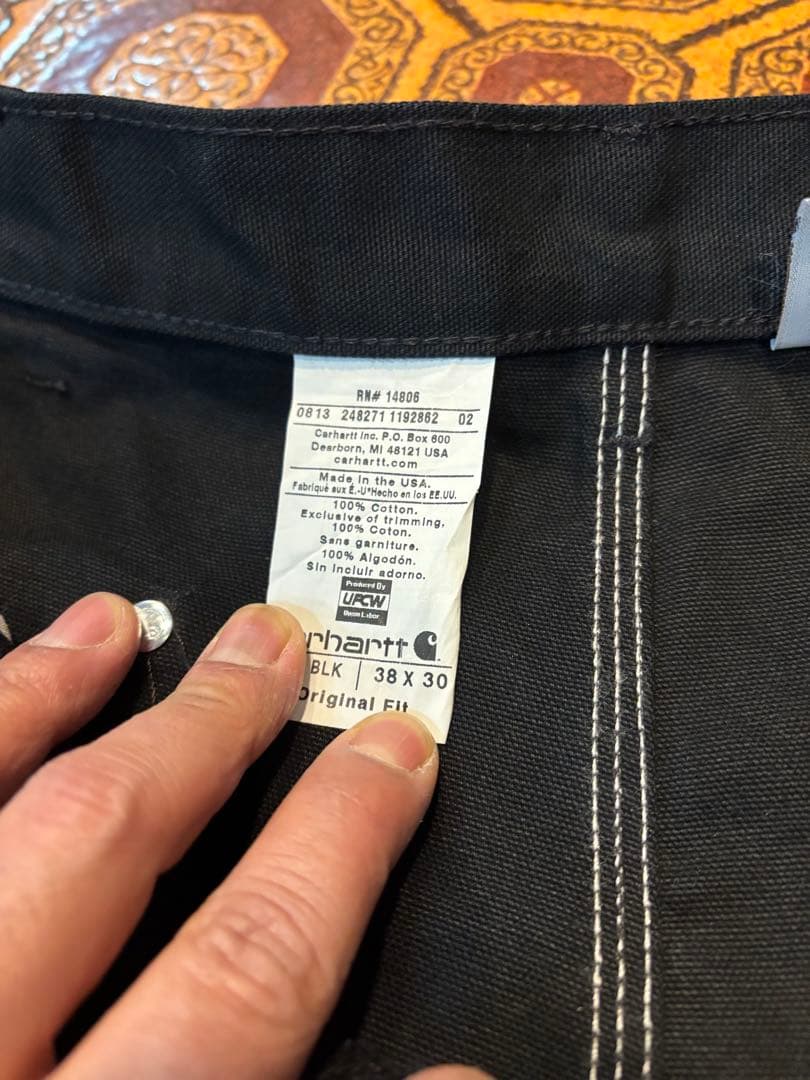 RN# 14806
0813 248271 1192862 02
Carhartt Inc. P.O. Box 600
Dearborn, MI 48121 USA
carhartt.com
Made in the USA.
Fabriqué aux É.-U*Hecho en los EE.UU.
100% Cotton.
Exclusive of trimming.
100% Coton.
Sans garniture.
100% Algodón.
Sin incluir adorno.
Produced By
UFCW
Union Labor
rhartt
BLK | 38 X 30
Original Fit